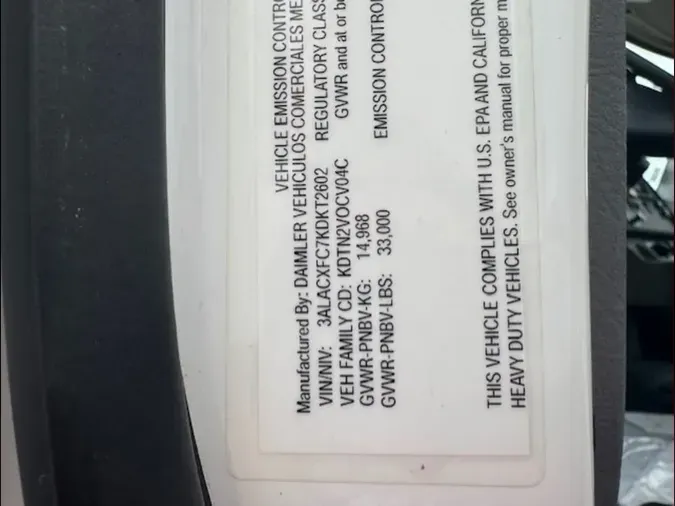 VEHICLE EMISSION CONTRO
Manufactured By: DAIMLER VEHICULOS COMERCIALES ME
VIN/NIV: 3ALACXFC7KDKT2602 REGULATORY CLASS
VEH FAMILY CD: KDTN2VOCV04C GVWR and at or b
GVWR-PNBV-KG: 14,968
GVWR-PNBV-LBS: 33,000 EMISSION CONTROL
THIS VEHICLE COMPLIES WITH U.S. EPA AND CALIFORN
HEAVY DUTY VEHICLES. See owner's manual for proper m